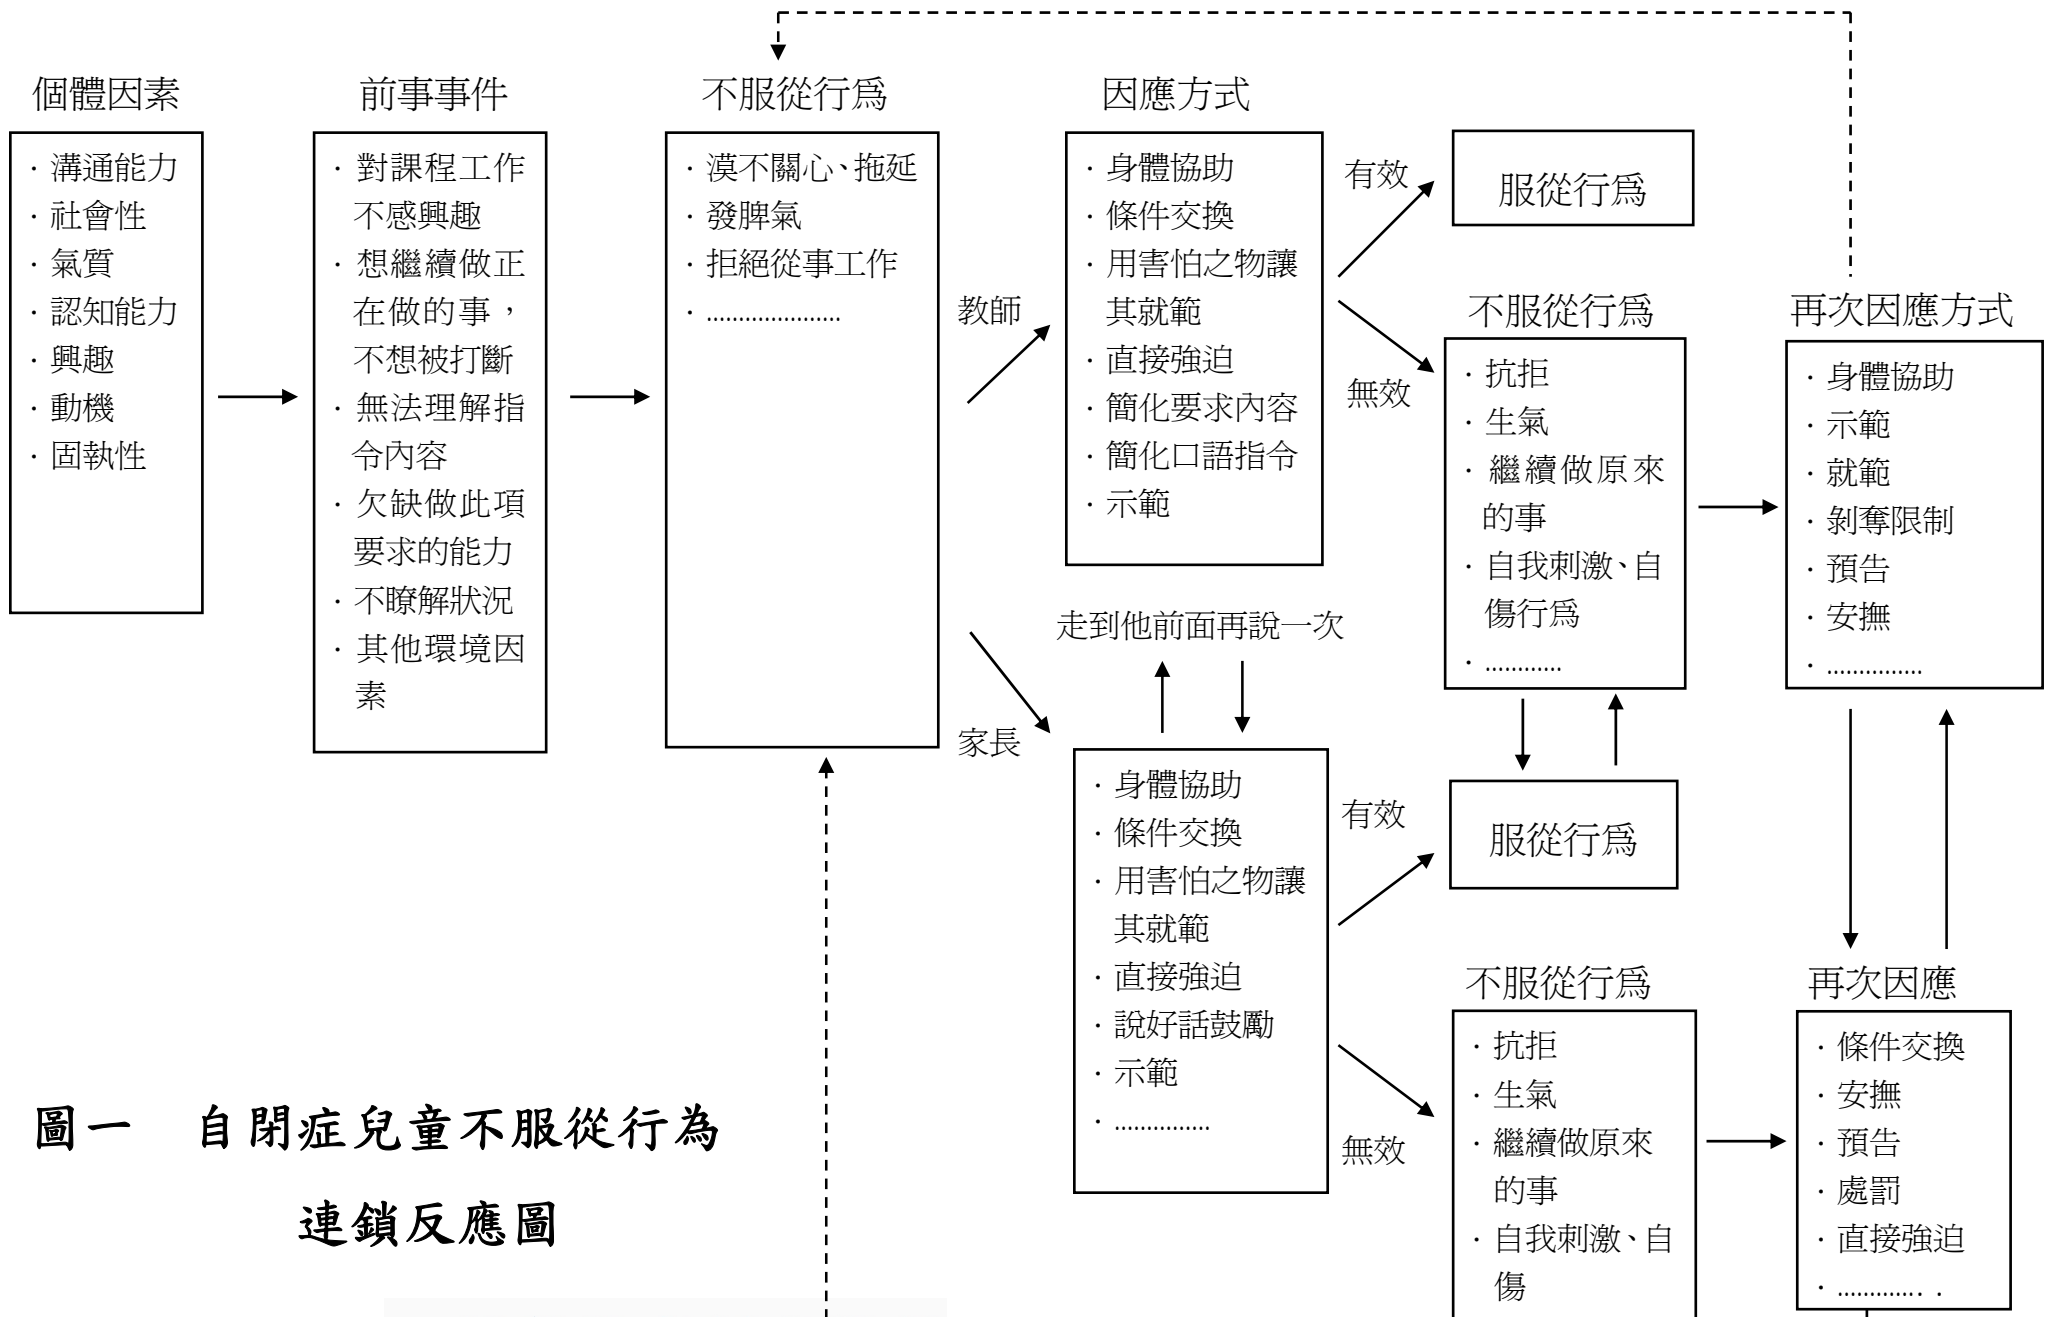 個體因素
·溝通能力
·社會性
·氣質
·認知能力
·興趣
·動機
·固執性
前事事件
·對課程工作
不感興趣
·想繼續做正
在做的事，
不想被打斷
·無法理解指
令內容
·欠缺做此項
要求的能力
·不瞭解狀況
·其他環境因
素
不服從行為
·漠不關心、拖延
·發脾氣
·拒絕從事工作
·.....................
教師
家長
因應方式
·身體協助
·條件交換
·用害怕之物讓
其就範
·直接強迫
·簡化要求內容
·簡化口語指令
·示範
走到他前面再說一次
·身體協助
·條件交換
·用害怕之物讓
其就範
·直接強迫
·說好話鼓勵
·示範
·...............
有效
無效
服從行為
不服從行為
·抗拒
·生氣
·繼續做原來
的事
·自我刺激、自
傷行為
·............
有效
無效
服從行為
不服從行為
·抗拒
·生氣
·繼續做原來
的事
·自我刺激、自
傷
再次因應方式
·身體協助
·示範
·就範
·剝奪限制
·預告
·安撫
·...............
再次因應
·條件交換
·安撫
·預告
·處罰
·直接強迫
·............. .
圖一 自閉症兒童不服從行為
連鎖反應圖